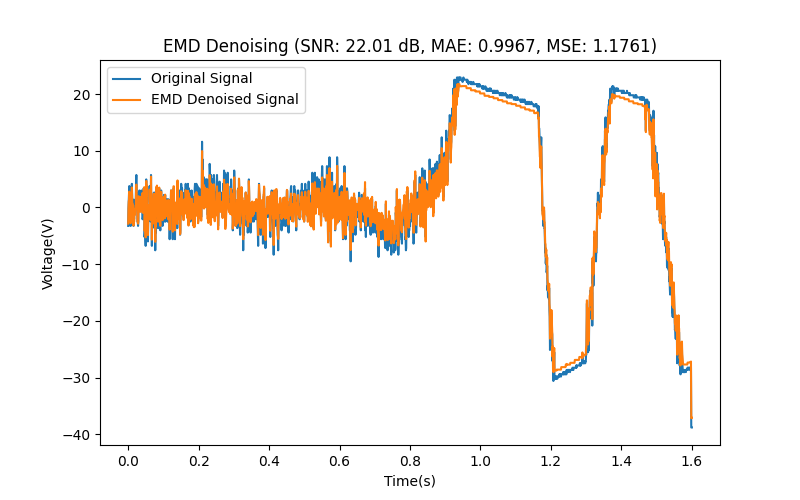 EMD Denoising (SNR: 22.01 dB, MAE: 0.9967, MSE: 1.1761)
Original Signal
EMD Denoised Signal
Voltage(V)
20
10
0
−10
−20
−30
−40
0.0 0.2 0.4 0.6 0.8 1.0 1.2 1.4 1.6
Time(s)